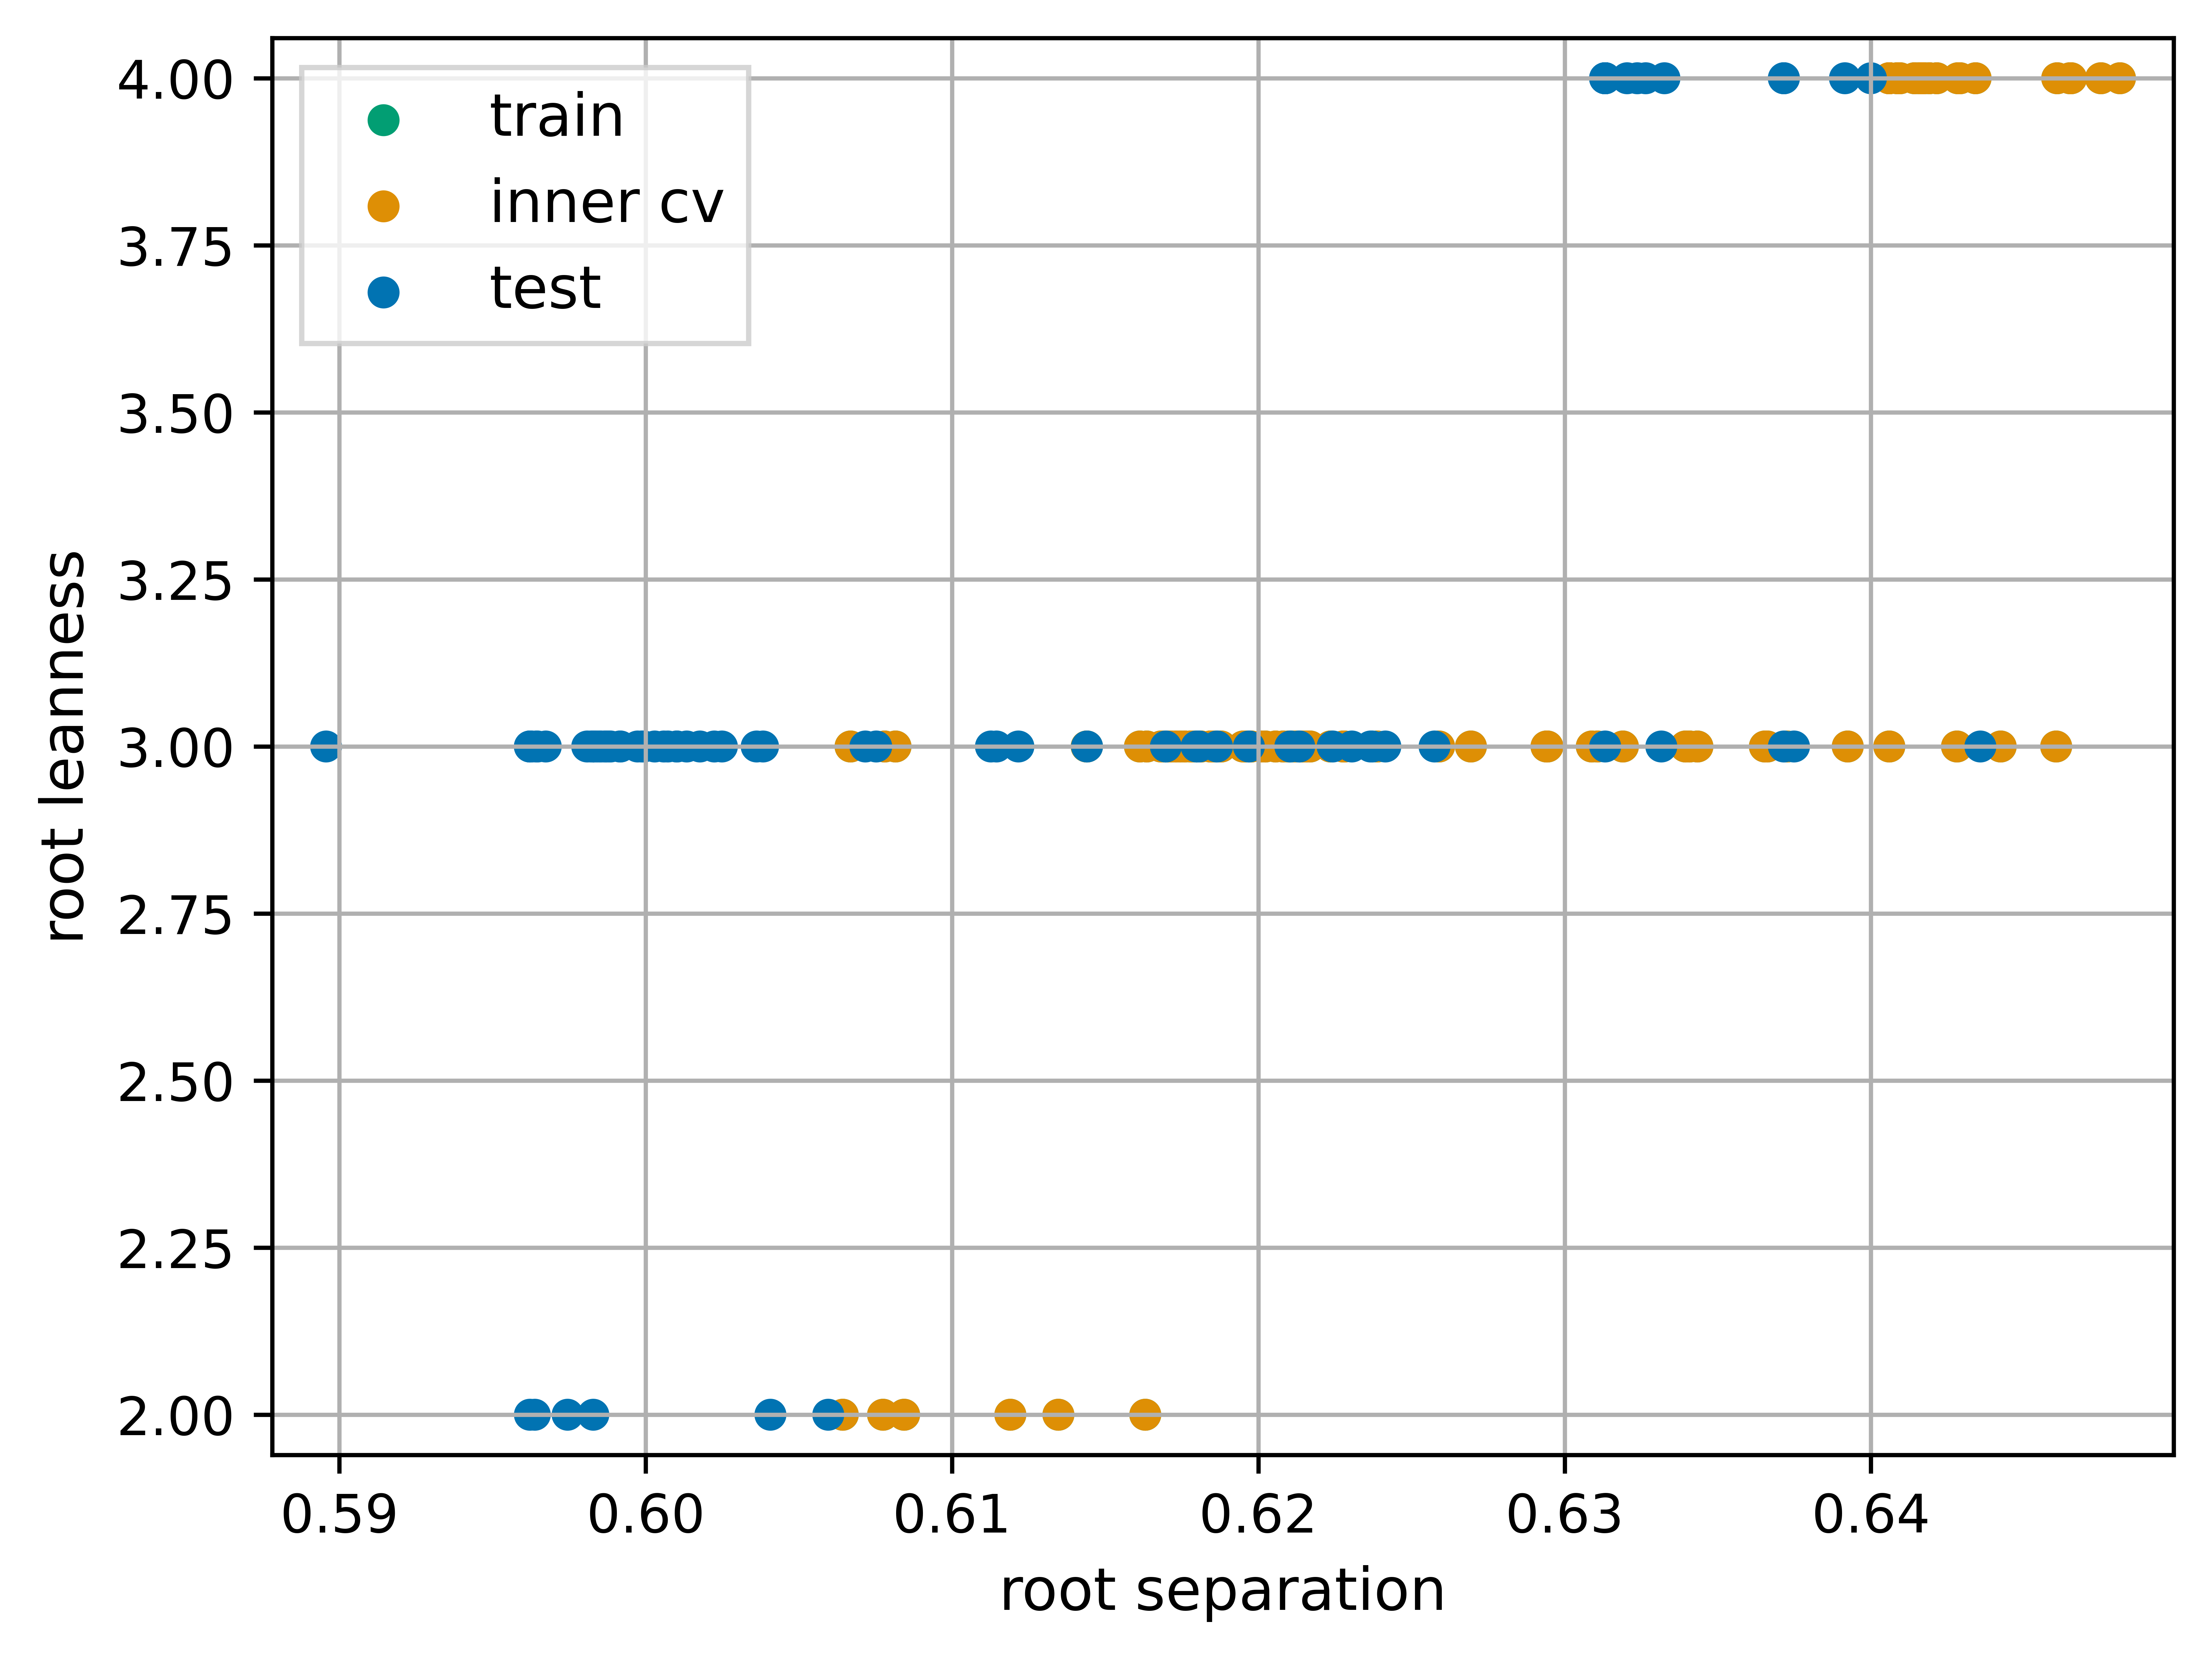 4.00
3.75
3.50
3.25
3.00
2.75
2.50
2.25
2.00
root leanness
train
inner cv
test
0.59 0.60 0.61 0.62 0.63 0.64
root separation